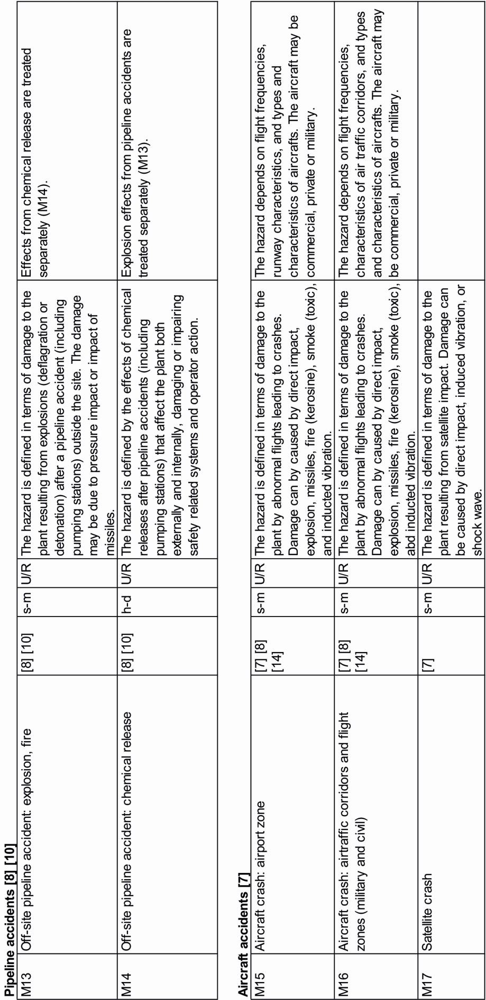 Pipeline accidents [8] [10]
M13
Off-site pipeline accident: explosion, fire
[8] [10]
s-m
U/R
The hazard is defined in terms of damage to the
plant resulting from explosions (deflagration or
detonation) after a pipeline accident (including
pumping stations) outside the site. The damage
may be due to pressure impact or impact of
missiles.
Effects from chemical release are treated
separately (M14).
M14
Off-site pipeline accident: chemical release
[8] [10]
h-d
U/R
The hazard is defined by the effects of chemical
releases after pipeline accidents (including
pumping stations) that affect the plant both
externally and internally, damaging or impairing
safety related systems and operator action.
Explosion effects from pipeline accidents are
treated separately (M13).
Aircraft accidents [7]
M15
Aircraft crash: airport zone
[7] [8]
[14]
s-m
U/R
The hazard is defined in terms of damage to the
plant by abnormal flights leading to crashes.
Damage can by caused by direct impact,
explosion, missiles, fire (kerosine), smoke (toxic),
and inducted vibration.
The hazard depends on flight frequencies,
runway characteristics, and types and
characteristics of aircrafts. The aircraft may be
commercial, private or military.
M16
Aircraft crash: airtraffic corridors and flight
zones (military and civil)
[7] [8]
[14]
s-m
U/R
The hazard is defined in terms of damage to the
plant by abnormal flights leading to crashes.
Damage can by caused by direct impact,
explosion, missiles, fire (kerosine), smoke (toxic),
abd inducted vibration.
The hazard depends on flight frequencies,
characteristics of air traffic corridors, and types
and characteristics of aircrafts. The aircraft may
be commercial, private or military.
M17
Satellite crash
[7]
s-m
U/R
The hazard is defined in terms of damage to the
plant resulting from satellite impact. Damage can
be caused by direct impact, induced vibration, or
shock wave.